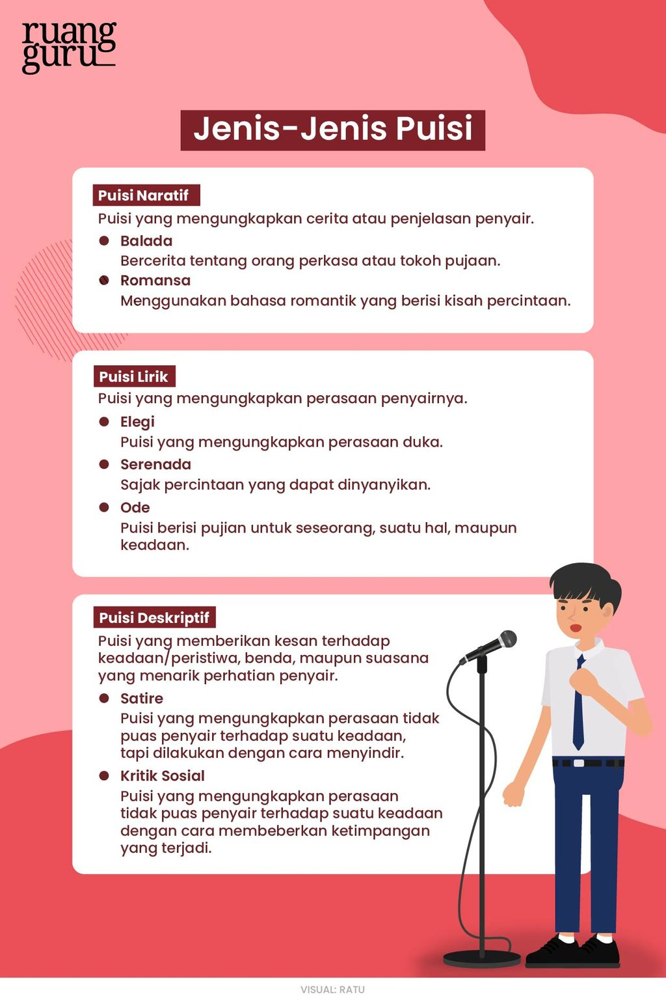 ruang
guru
Jenis-Jenis Puisi
Puisi Naratif
Puisi yang mengungkapkan cerita atau penjelasan penyair.
Balada
Bercerita tentang orang perkasa atau tokoh pujaan.
Romansa
Menggunakan bahasa romantik yang berisi kisah percintaan.
Puisi Lirik
Puisi yang mengungkapkan perasaan penyairnya.
Elegi
Puisi yang mengungkapkan perasaan duka.
Serenada
Sajak percintaan yang dapat dinyanyikan.
Ode
Puisi berisi pujian untuk seseorang, suatu hal, maupun
keadaan.
Puisi Deskriptif
Puisi yang memberikan kesan terhadap
keadaan/peristiwa, benda, maupun suasana
yang menarik perhatian penyair.
Satire
Puisi yang mengungkapkan perasaan tidak
puas penyair terhadap suatu keadaan,
tapi dilakukan dengan cara menyindir.
Kritik Sosial
Puisi yang mengungkapkan perasaan
tidak puas penyair terhadap suatu keadaan
dengan cara membeberkan ketimpangan
yang terjadi.
VISUAL: RATU